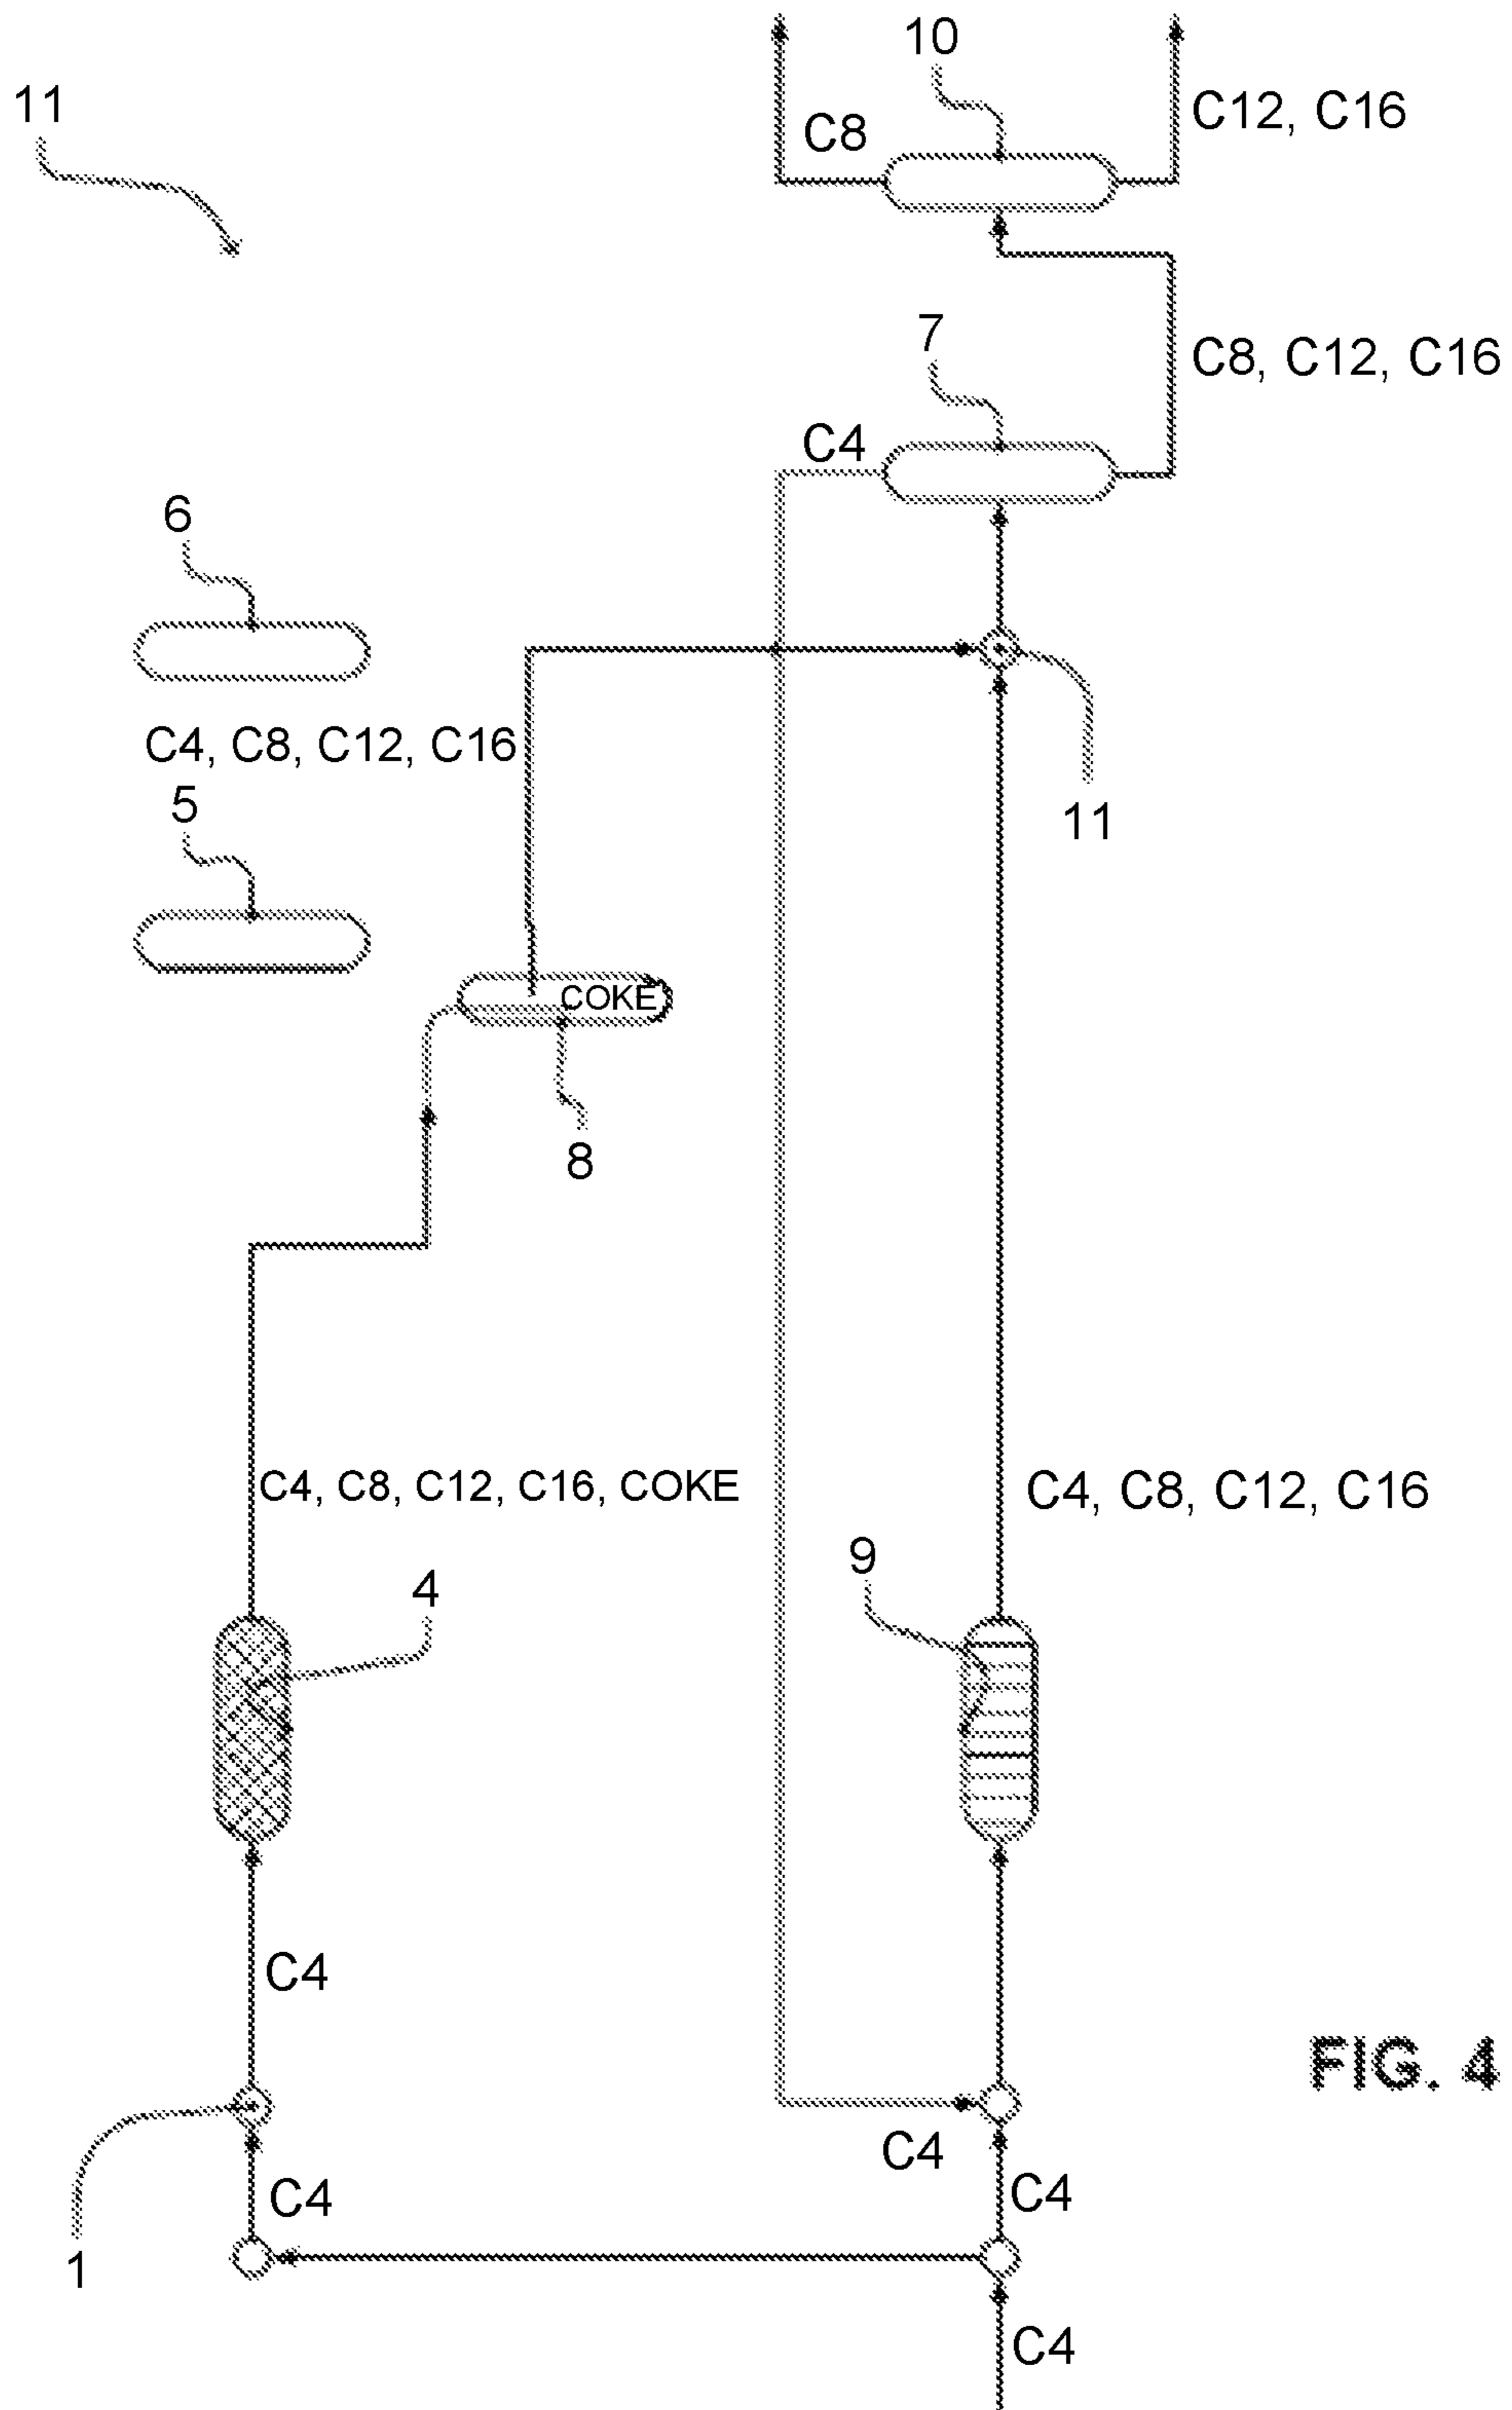 10
11
C8
C12, C16
7
C8, C12, C16
C4
6
C4, C8, C12, C16
5
11
COKE
8
C4, C8, C12, C16, COKE
C4, C8, C12, C16
9
4
C4
FIG. 4
C4
C4
C4
1
C4